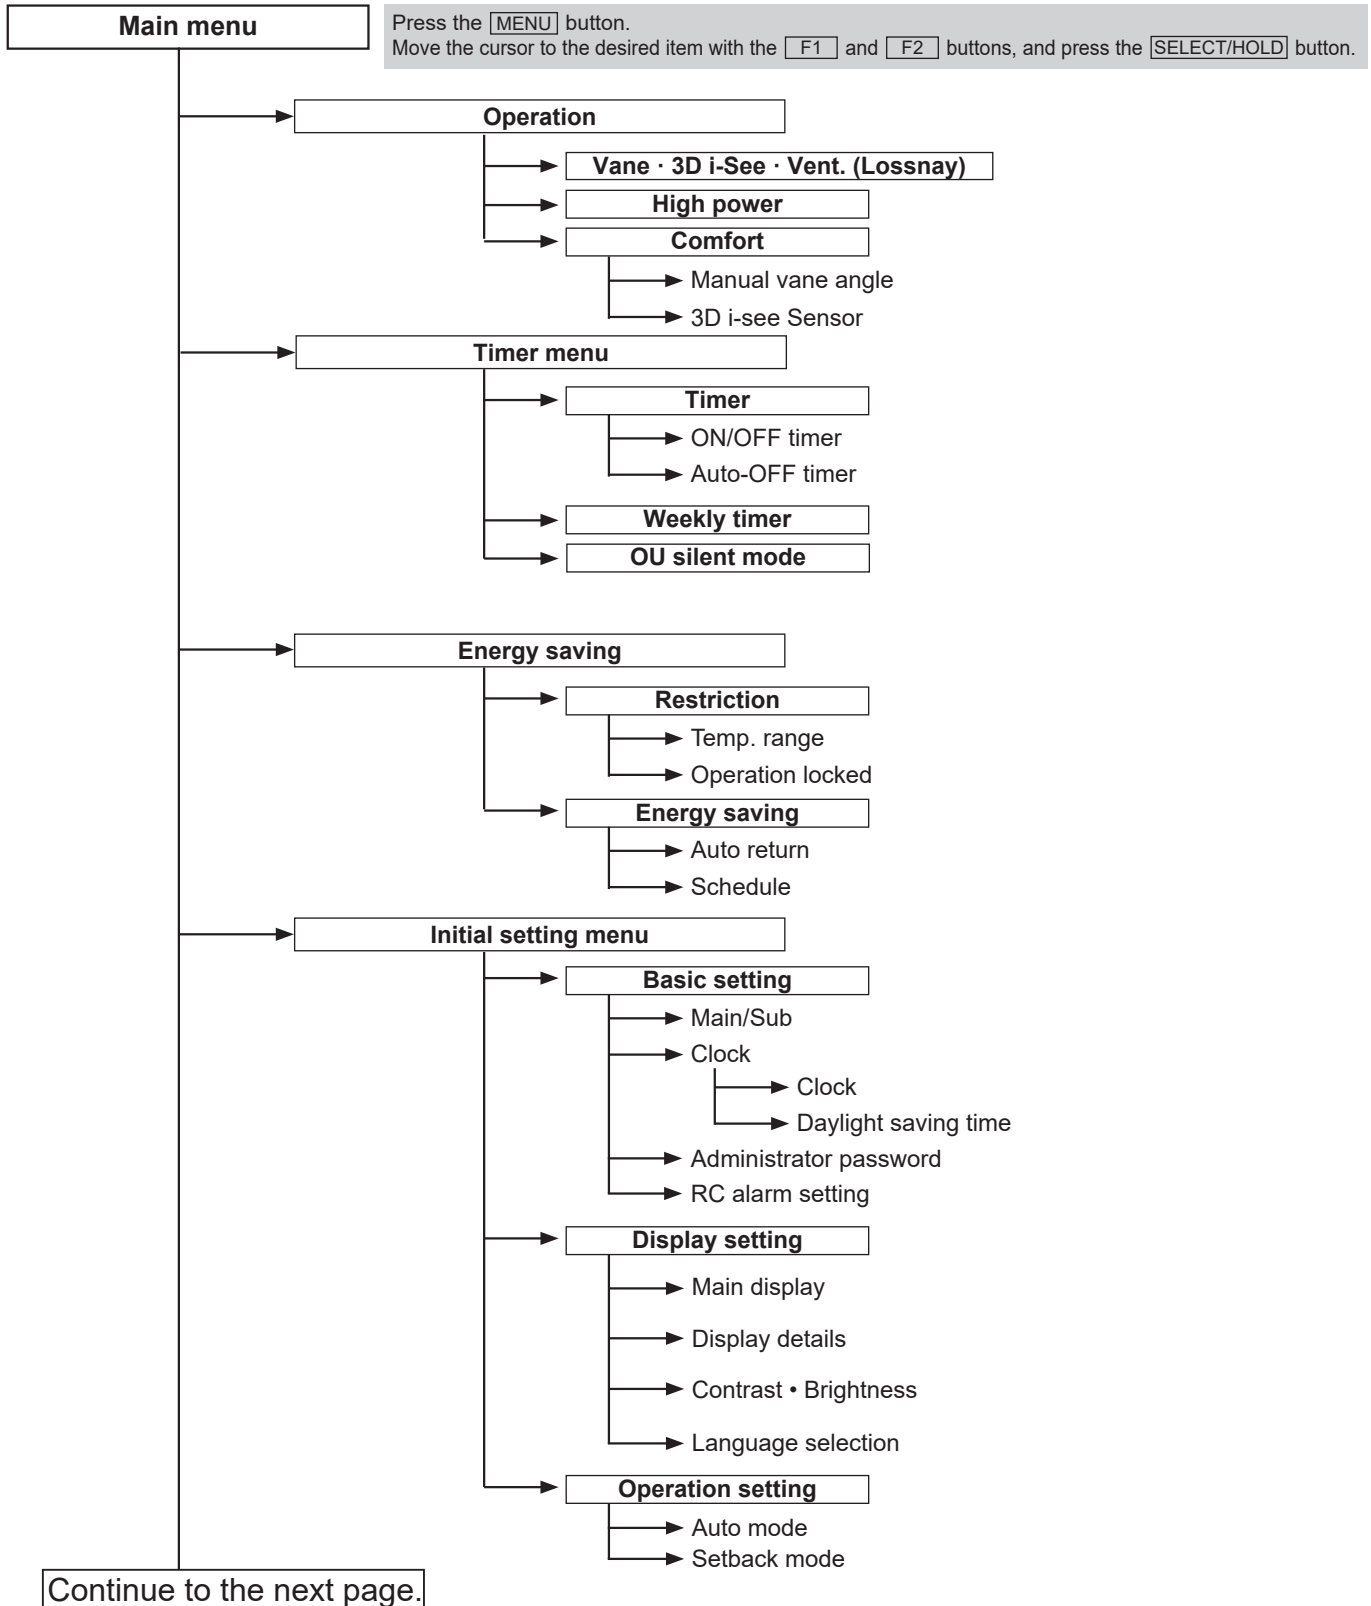 Main menu
Press the MENU button.
Move the cursor to the desired item with the F1 and F2 buttons, and press the SELECT/HOLD button.
Operation
Vane · 3D i-See · Vent. (Lossnay)
High power
Comfort
Manual vane angle
3D i-see Sensor
Timer menu
Timer
ON/OFF timer
Auto-OFF timer
Weekly timer
OU silent mode
Energy saving
Restriction
Temp. range
Operation locked
Energy saving
Auto return
Schedule
Initial setting menu
Basic setting
Main/Sub
Clock
Clock
Daylight saving time
Administrator password
RC alarm setting
Display setting
Main display
Display details
Contrast • Brightness
Language selection
Operation setting
Auto mode
Setback mode
Continue to the next page.